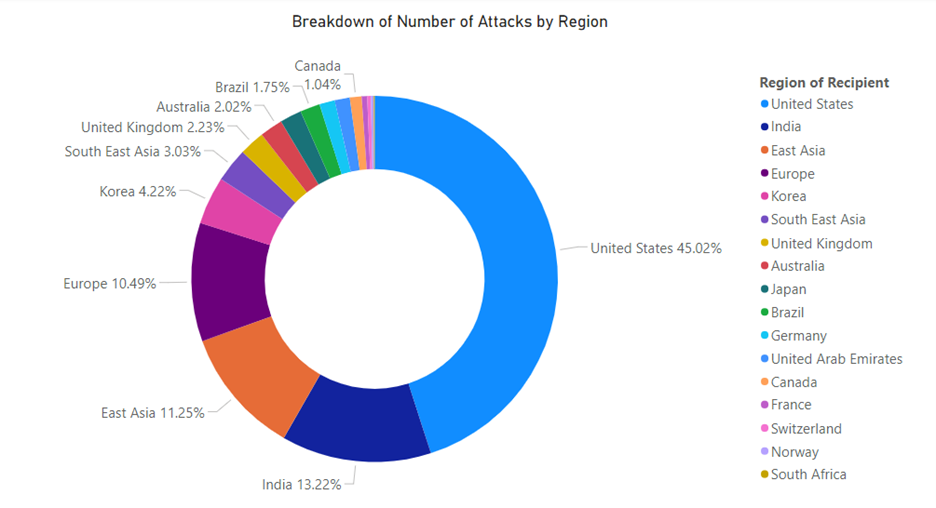 Breakdown of Number of Attacks by Region
Canada
1.04%
Brazil 1.75%
Australia 2.02%
United Kingdom 2.23%
South East Asia 3.03%
Korea 4.22%
Europe 10.49%
East Asia 11.25%
India 13.22%
United States 45.02%
Region of Recipient
United States
India
East Asia
Europe
Korea
South East Asia
United Kingdom
Australia
Japan
Brazil
Germany
United Arab Emirates
Canada
France
Switzerland
Norway
South Africa